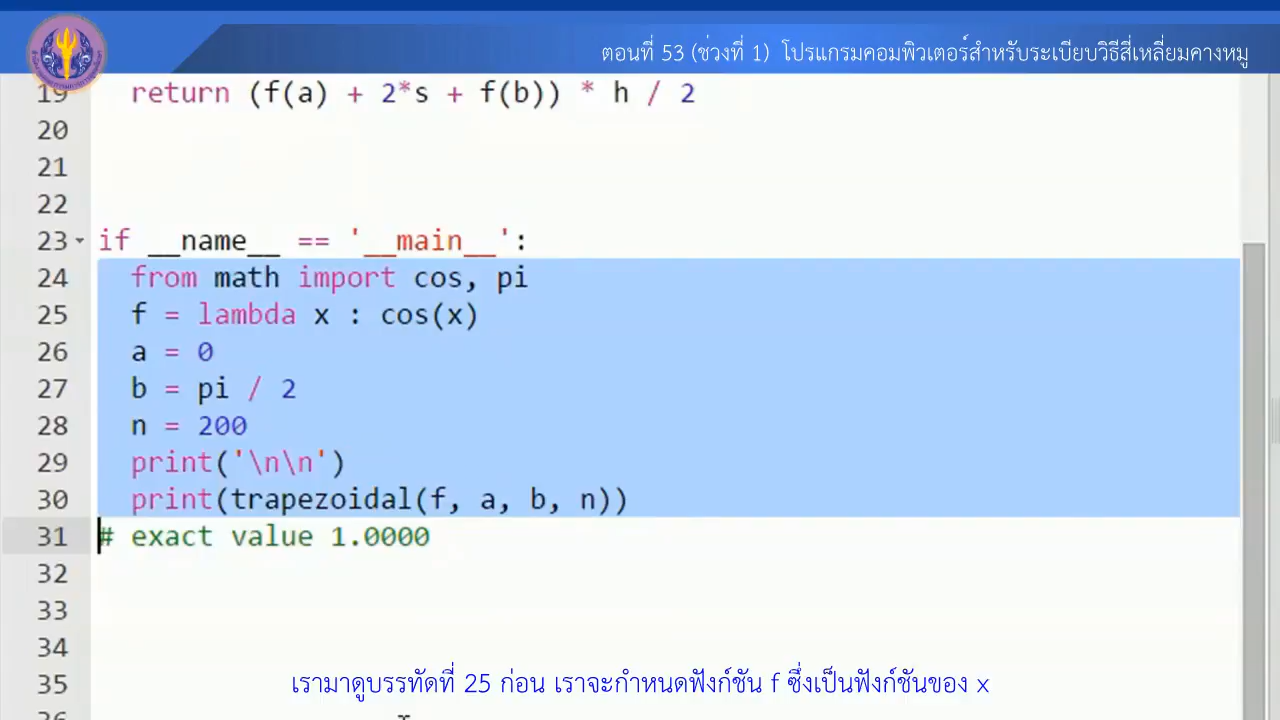 ตอนที่ 53 (ช่วงที่ 1) โปรแกรมคอมพิวเตอร์สำหรับระเบียบวิธีสี่เหลี่ยมคางหมู
19 return (f(a) + 2*s + f(b)) * h / 2
20
21
22
23 if __name__ == '__main__':
24 from math import cos, pi
25 f = lambda x : cos(x)
26 a = 0
27 b = pi / 2
28 n = 200
29 print('\n\n')
30 print(trapezoidal(f, a, b, n))
31 # exact value 1.0000
32
33
34
35
เรามาดูบรรทัดที่ 25 ก่อน เราจะกำหนดฟังก์ชัน f ซึ่งเป็นฟังก์ชันของ x